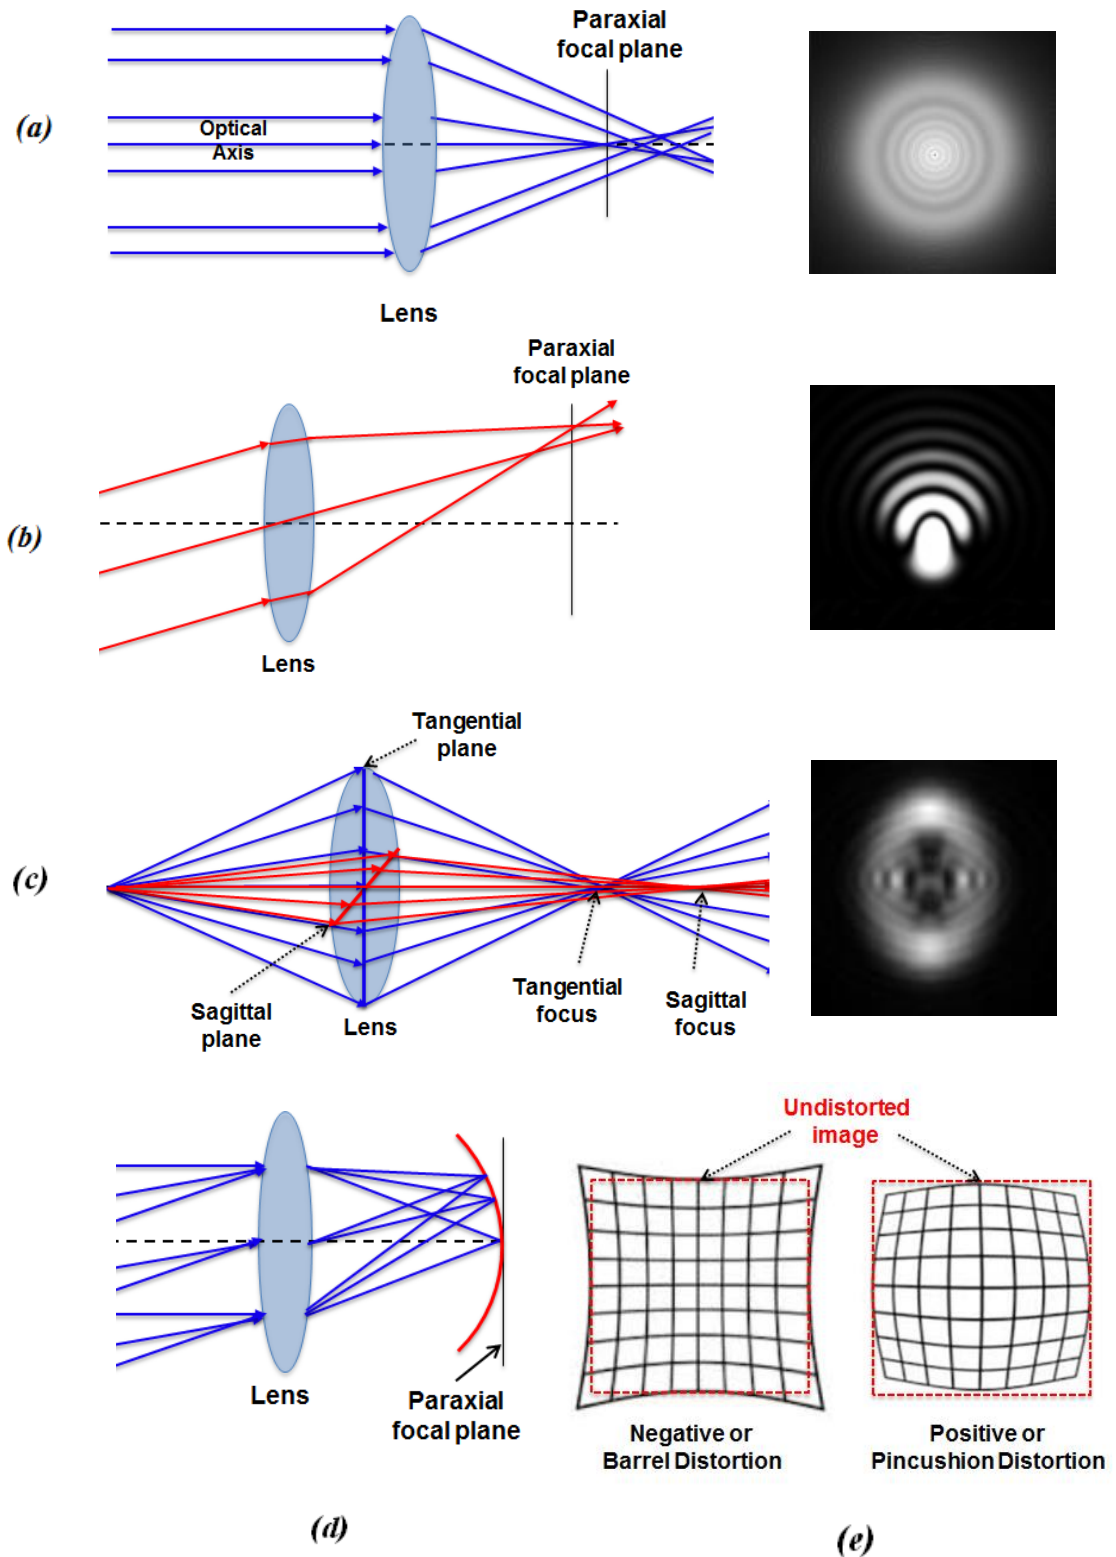 Paraxial
focal plane
(a)
Optical
Axis
Lens
Paraxial
focal plane
(b)
Lens
Tangential
plane
(c)
Sagittal
plane
Lens
Tangential
focus
Sagittal
focus
Undistorted
image
Lens
Paraxial
focal plane
Negative or
Barrel Distortion
Positive or
Pincushion Distortion
(d)
(e)